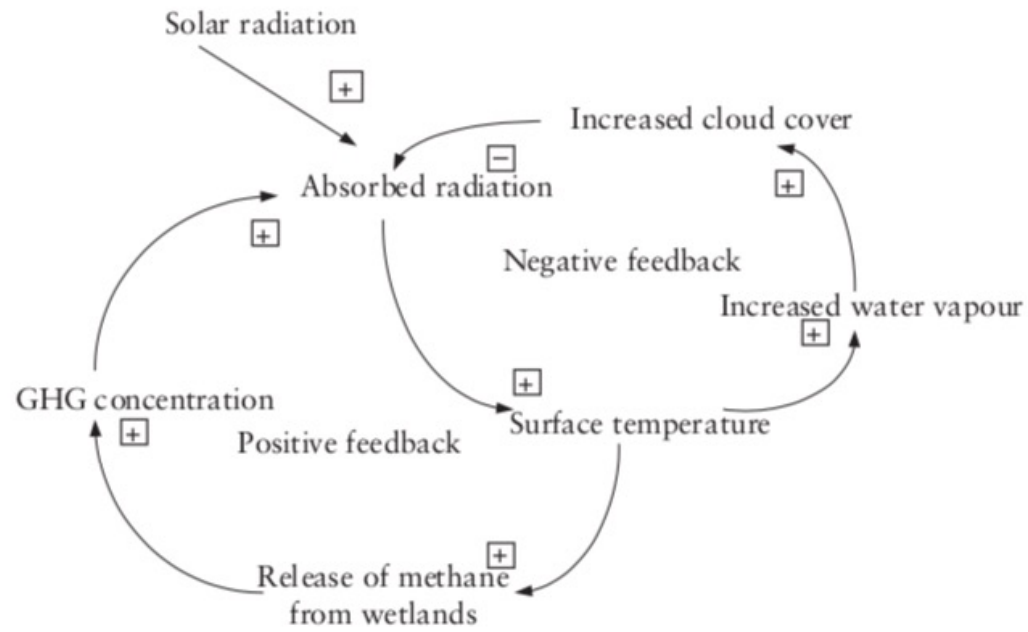 Solar radiation
+
Increased cloud cover
−
Absorbed radiation
+
+
Negative feedback
Increased water vapour
+
+
GHG concentration
Surface temperature
+
Positive feedback
+
Release of methane
from wetlands